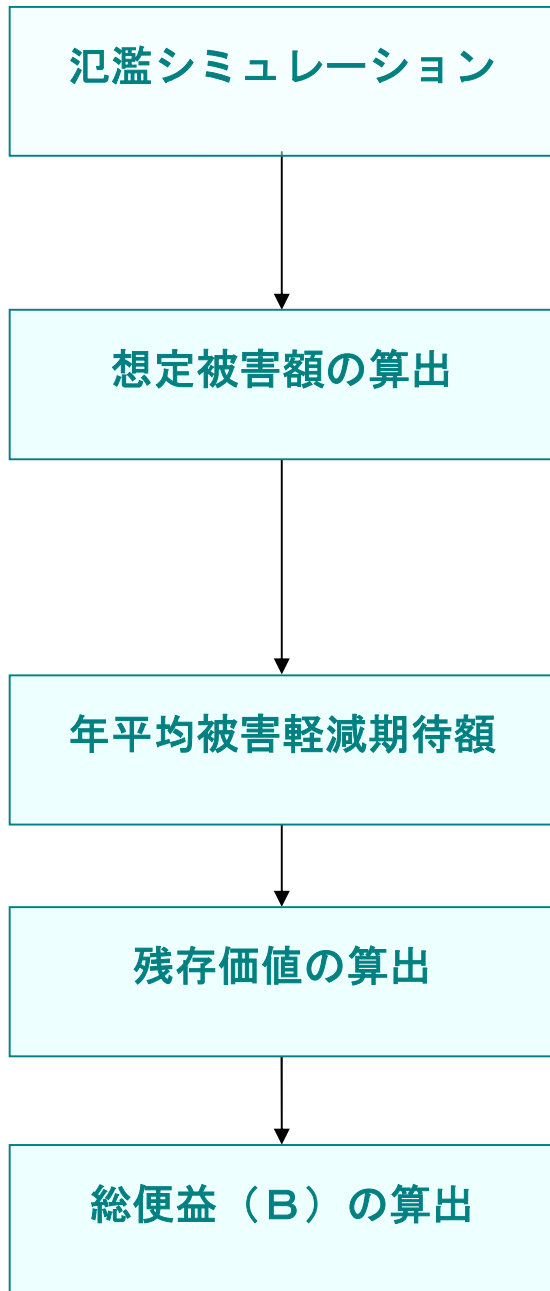 氾濫シミュレーション
想定被害額の算出
年平均被害軽減期待額
残存価値の算出
総便益（Ｂ）の算出